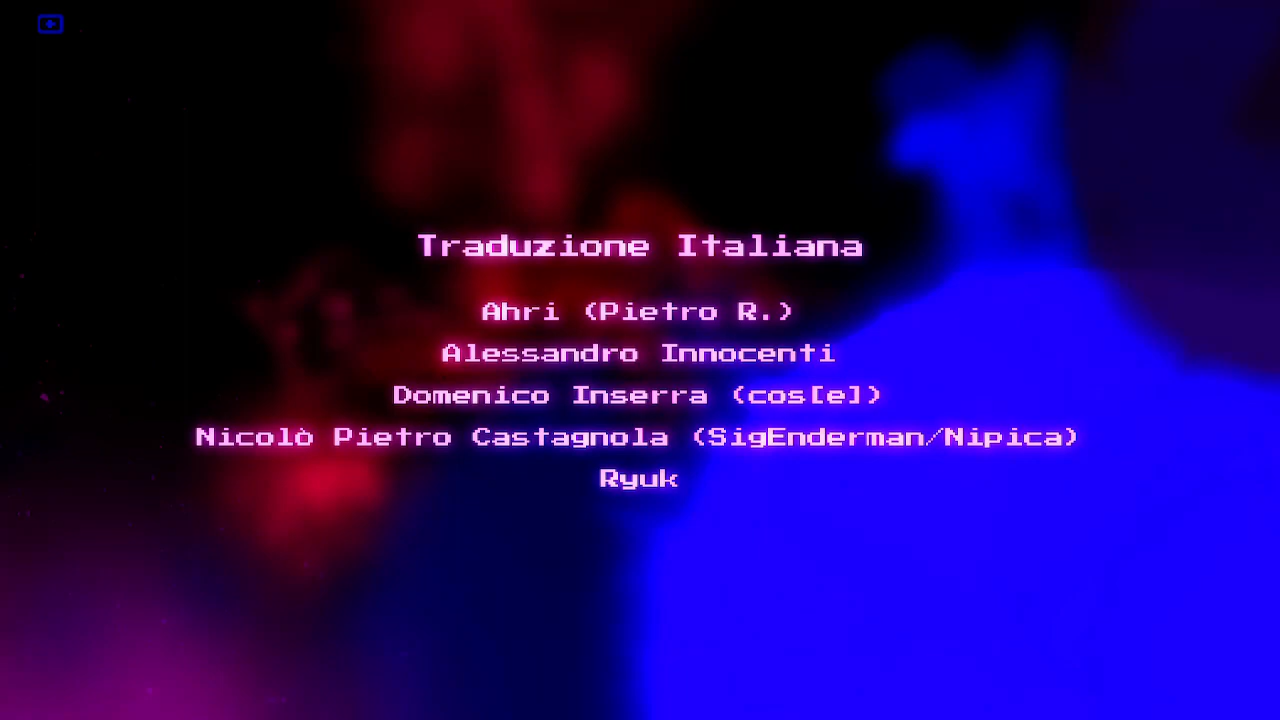 Traduzione Italiana
Ahri (Pietro R.)
Alessandro Innocenti
Domenico Inserra (cos[e])
Nicolò Pietro Castagnola (SigEnderman/Nipica)
Ryuk